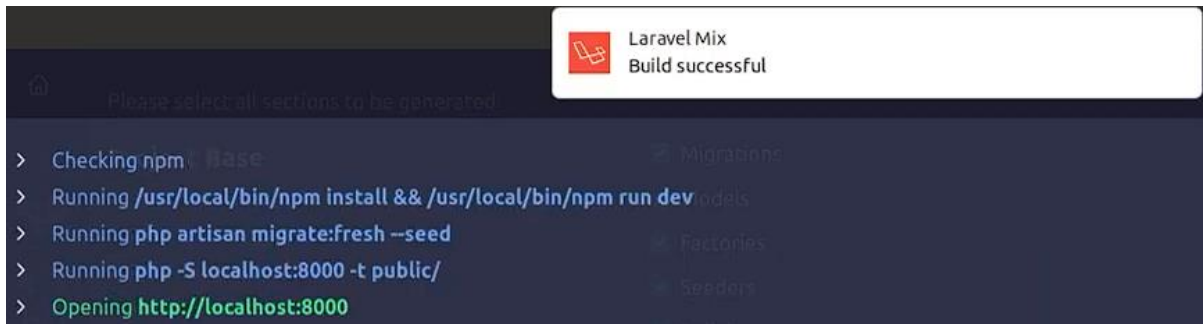 Laravel Mix
Build successful
Please select all sections to be generated
> Checking npm
Base
Migrations
> Running /usr/local/bin/npm install && /usr/local/bin/npm run dev
> Running php artisan migrate:fresh --seed
Factories
> Running php -S localhost:8000 -t public/
Seeders
> Opening http://localhost:8000